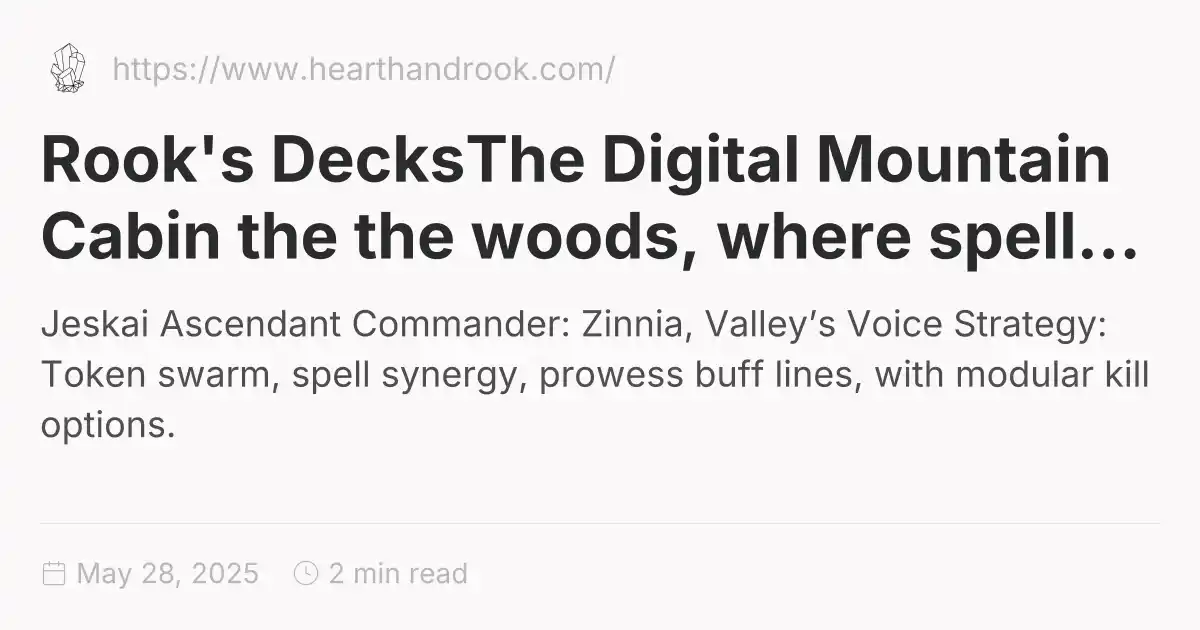 https://www.hearthandrook.com/
Rook's DecksThe Digital Mountain
Cabin the the woods, where spell...
Jeskai Ascendant Commander: Zinnia, Valley’s Voice Strategy:
Token swarm, spell synergy, prowess buff lines, with modular kill
options.
May 28, 2025 2 min read